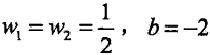 w₁ = w₂ = 1/2 , b = −2